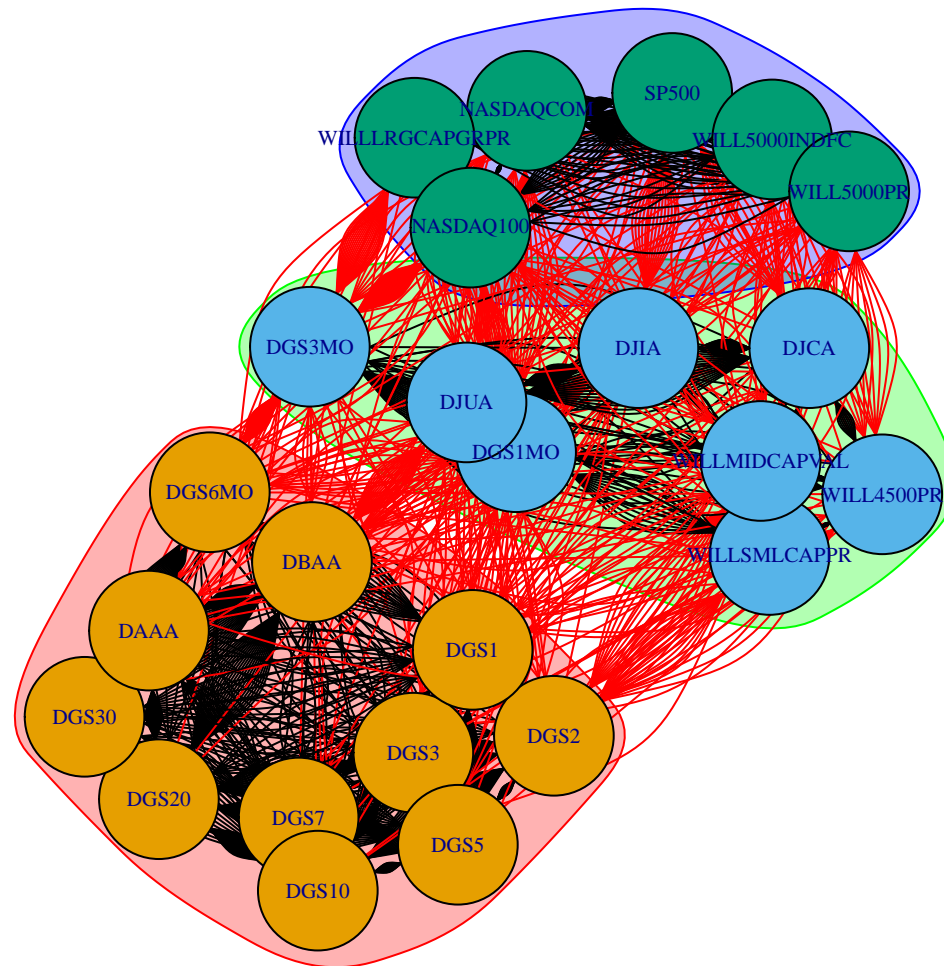 SP500
NASDAQCOM
WILLLRGCAPGRPR
WILL5000INDFC
WILL5000PR
NASDAQ100
DGS3MO
DJIA
DJCA
DJUA
DGS1MO
WILLMIDCAPVAL
WILL4500PR
DGS6MO
WILLSMLCAPPR
DBAA
DAAA
DGS1
DGS30
DGS2
DGS3
DGS20
DGS7
DGS5
DGS10